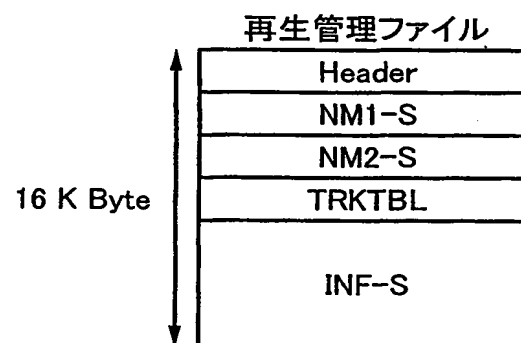 再生管理ファイル
Header
NM1-S
NM2-S
16 K Byte
TRKTBL
INF-S